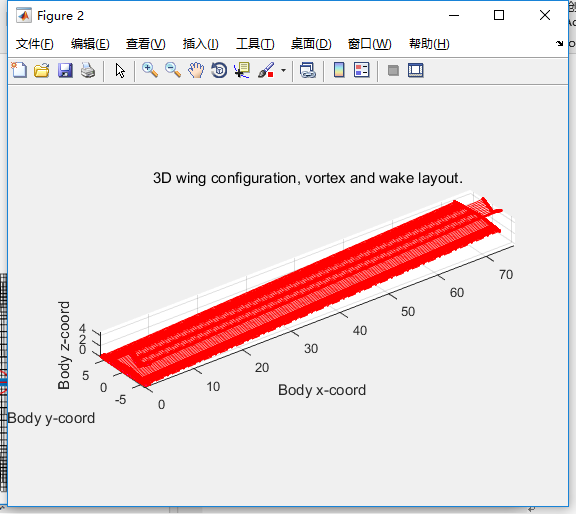 Figure 2
文件(F) 编辑(E) 查看(V) 插入(I) 工具(T) 桌面(D) 窗口(W) 帮助(H)
3D wing configuration, vortex and wake layout.
Body z-coord
4
2
0
5
0
-5
Body y-coord
0
10
20
30
40
50
60
70
Body x-coord